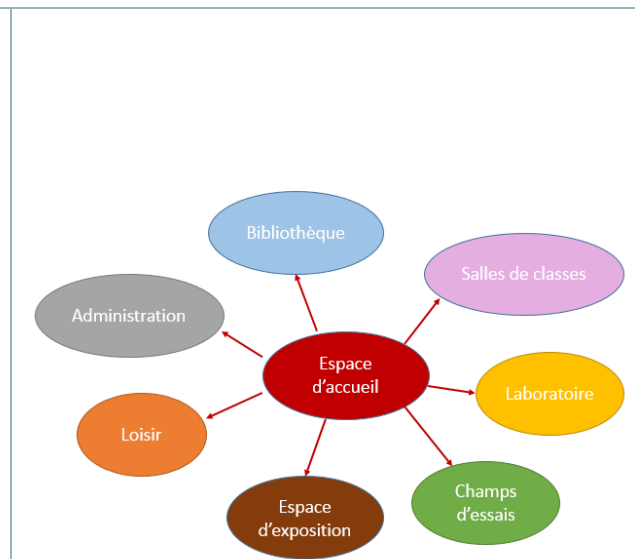 Bibliothèque
Salles de classes
Administration
Espace
d’accueil
Laboratoire
Loisir
Champs
d’essais
Espace
d’exposition